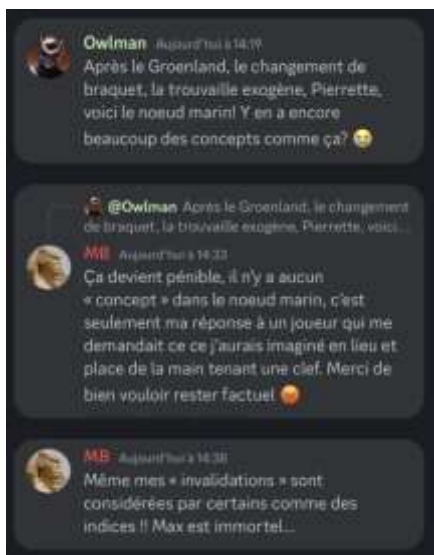 Owlman Aujourd'hui à 14:19
Après le Groenland, le changement de
braquet, la trouvaille exogène, Pierrette,
voici le noeud marin! Y en a encore
beaucoup des concepts comme ça? 😭
@Owlman Après le Groenland, le changement
de braquet, la trouvaille exogène, Pierrette, voici...
MB Aujourd'hui à 14:33
Ça devient pénible, il n'y a aucun
« concept » dans le noeud marin, c'est
seulement ma réponse à un joueur qui me
demandait ce ce j'aurais imaginé en lieu et
place de la main tenant une clef. Merci de
bien vouloir rester factuel 😡
MB Aujourd'hui à 14:38
Même mes « invalidations » sont
considérées par certains comme des
indices !! Max est immortel...